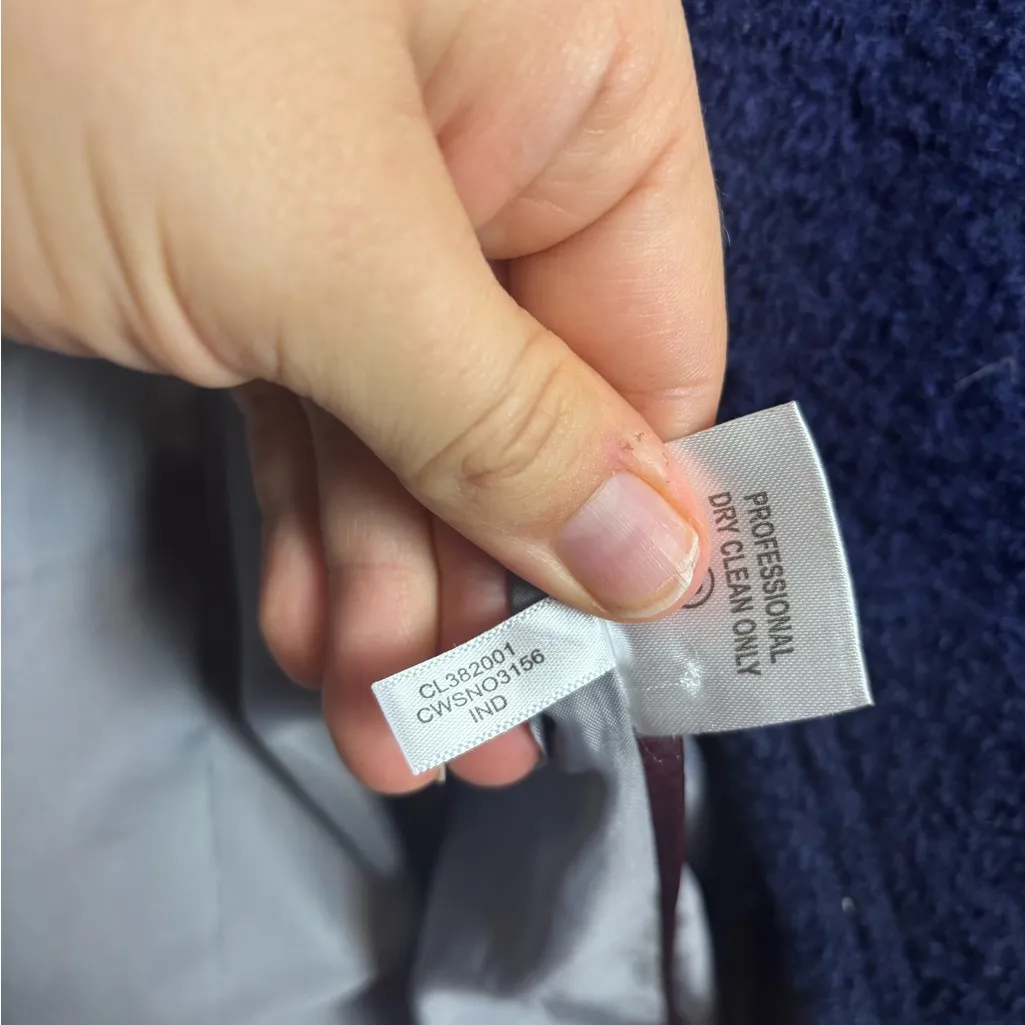 PROFESSIONAL
DRY CLEAN ONLY
CL382001
CWSNO3156
IND